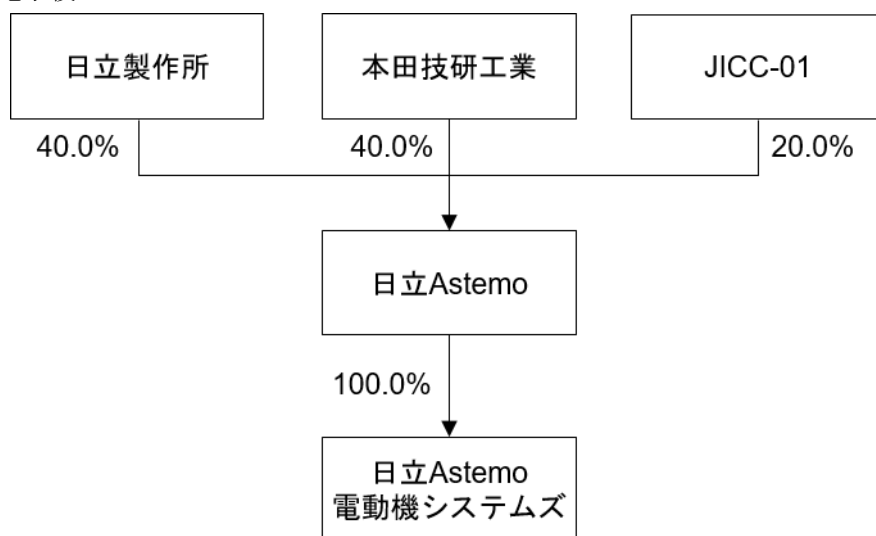 日立製作所
本田技研工業
JICC-01
40.0%
40.0%
20.0%
日立Astemo
100.0%
日立Astemo
電動機システムズ